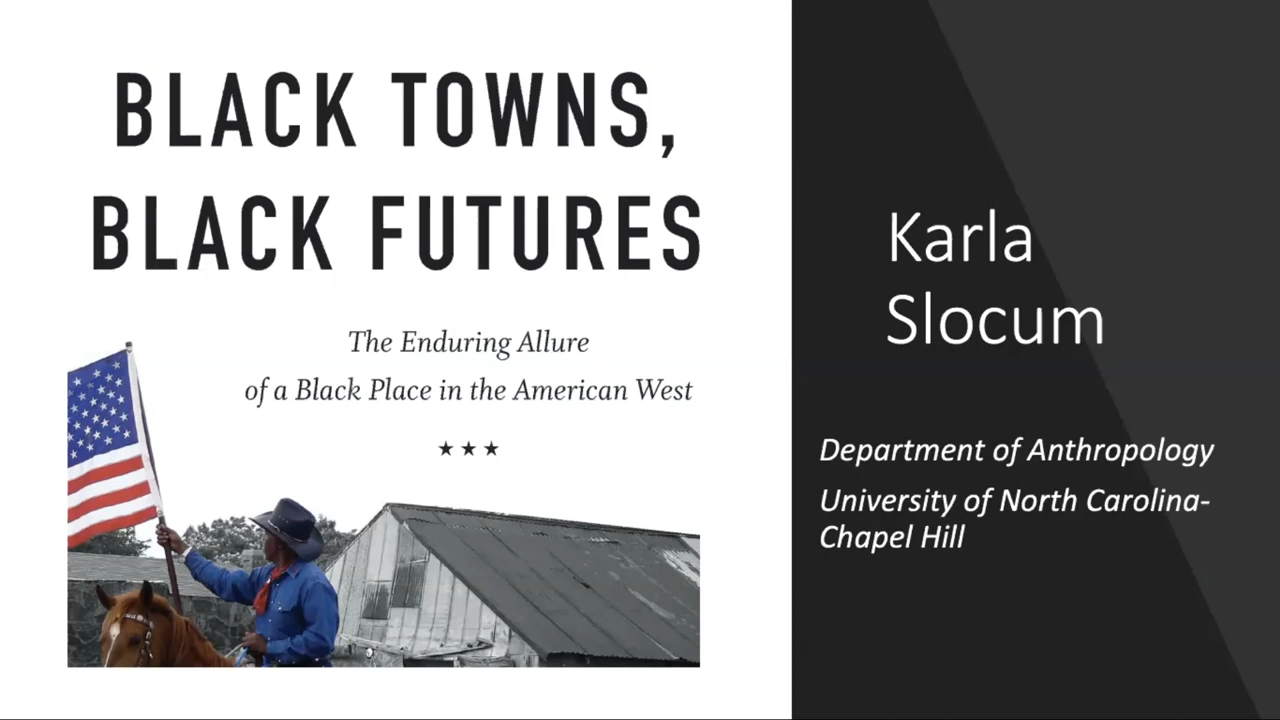 BLACK TOWNS,
BLACK FUTURES
The Enduring Allure
of a Black Place in the American West
★ ★ ★
Karla
Slocum
Department of Anthropology
University of North Carolina-
Chapel Hill